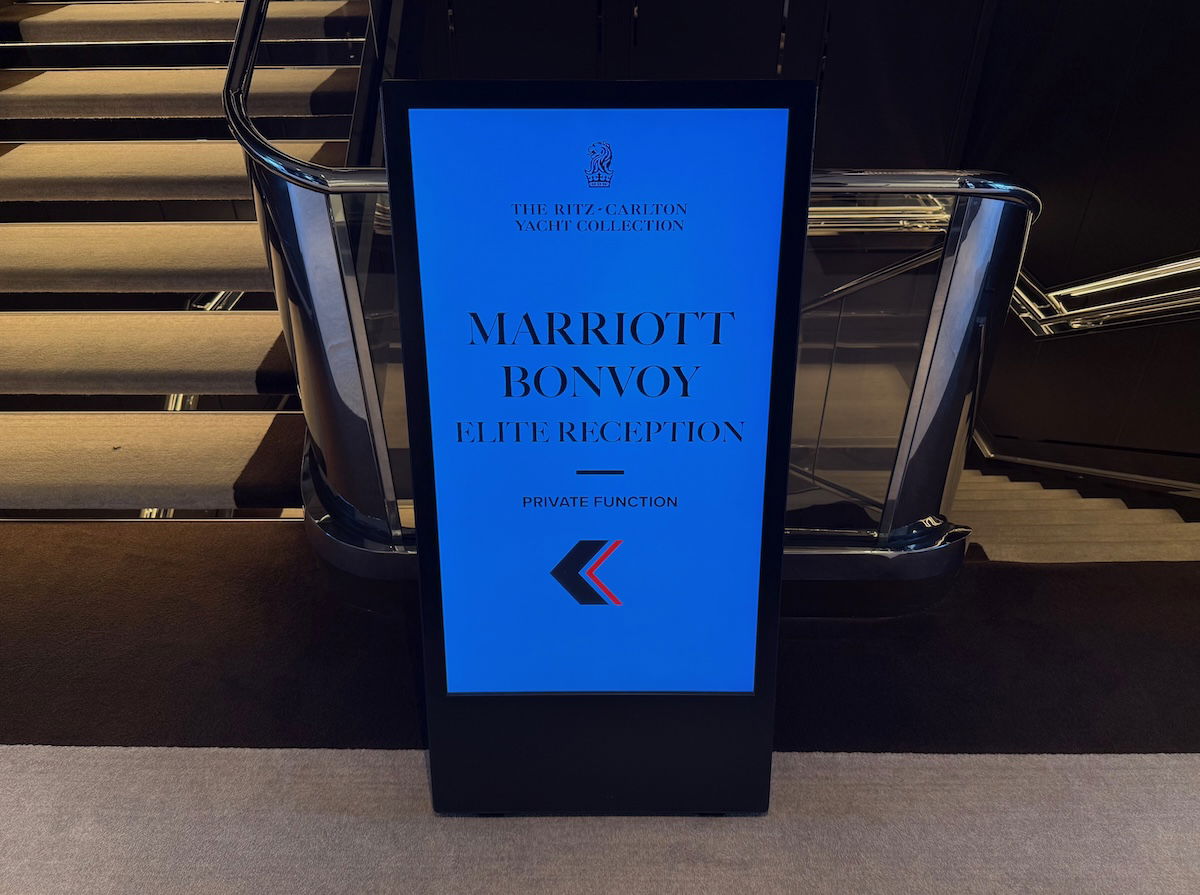 THE RITZ-CARLTON
YACHT COLLECTION
MARRIOTT
BONVOY
ELITE RECEPTION
PRIVATE FUNCTION